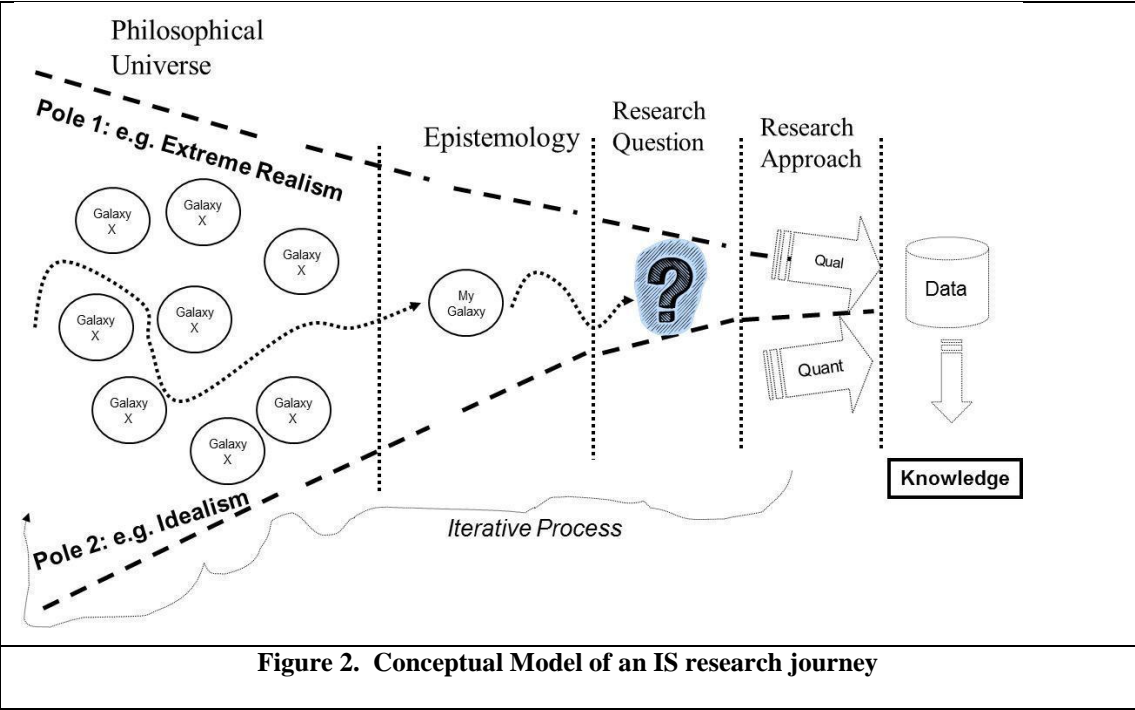 Philosophical
Universe
Pole 1: e.g. Extreme Realism
Epistemology
Research
Question
Research
Approach
Galaxy
X
Galaxy
X
Galaxy
X
Galaxy
X
Galaxy
X
Galaxy
X
Galaxy
X
Galaxy
X
My
Galaxy
?
Qual
Quant
Data
Knowledge
Pole 2: e.g. Idealism
Iterative Process
Figure 2. Conceptual Model of an IS research journey